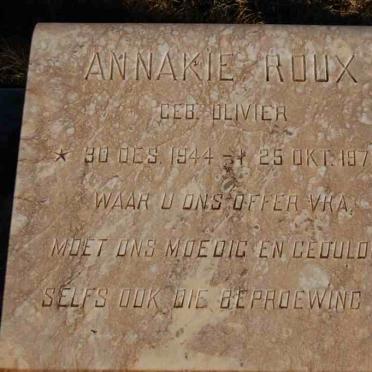 ANNAKIE ROUX
GEB. OLIVIER
* 30 DES. 1944 - † 25 OKT. 197
WAAR U ONS OFFER VRA,
MOET ONS MOEDIG EN GEDUL
SELFS OOK DIE BEPROEWING